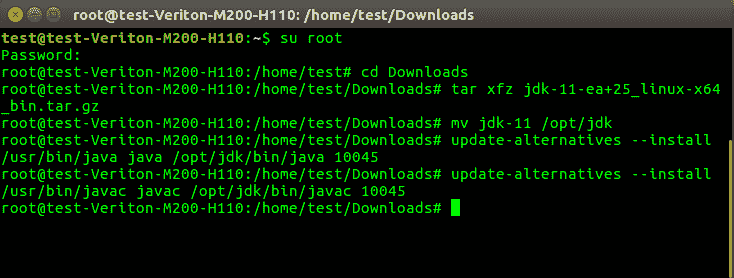 root@test-Veriton-M200-H110: /home/test/Downloads
test@test-Veriton-M200-H110:~$ su root
Password:
root@test-Veriton-M200-H110:/home/test# cd Downloads
root@test-Veriton-M200-H110:/home/test/Downloads# tar xfz jdk-11-ea+25_linux-x64
_bin.tar.gz
root@test-Veriton-M200-H110:/home/test/Downloads# mv jdk-11 /opt/jdk
root@test-Veriton-M200-H110:/home/test/Downloads# update-alternatives --install
/usr/bin/java java /opt/jdk/bin/java 10045
root@test-Veriton-M200-H110:/home/test/Downloads# update-alternatives --install
/usr/bin/javac javac /opt/jdk/bin/javac 10045
root@test-Veriton-M200-H110:/home/test/Downloads#